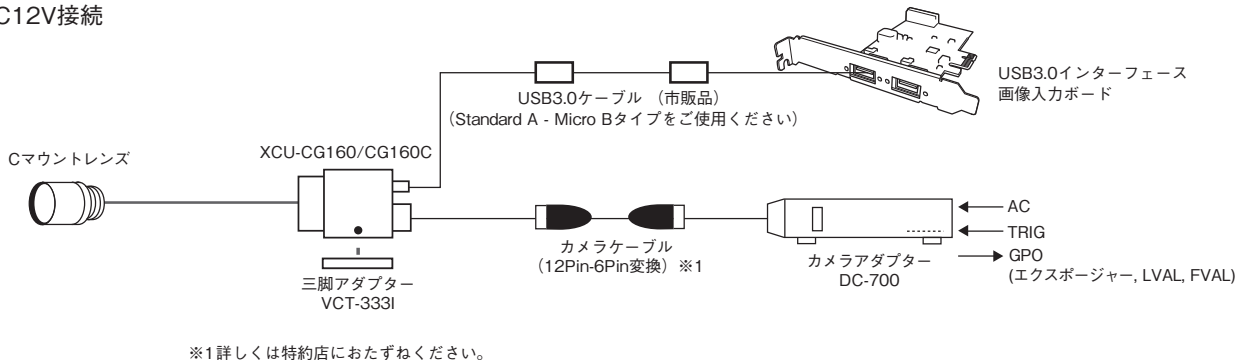 C12V接続
USB3.0インターフェース
画像入力ボード
USB3.0ケーブル （市販品）
（Standard A - Micro Bタイプをご使用ください）
Cマウントレンズ
XCU-CG160/CG160C
AC
TRIG
GPO
(エクスポージャー, LVAL, FVAL)
カメラケーブル
（12Pin-6Pin変換）※1
カメラアダプター
DC-700
三脚アダプター
VCT-333I
※1詳しくは特約店におたずねください。